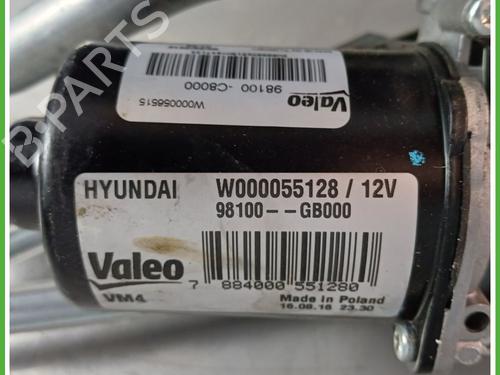 Valeo
98100 -C8000
W000056515
B-PARTS
HYUNDAI W000055128 / 12V
98100--GB000
Valeo
VM4
7 884000 551280
Made in Poland
16.08.16 23.30